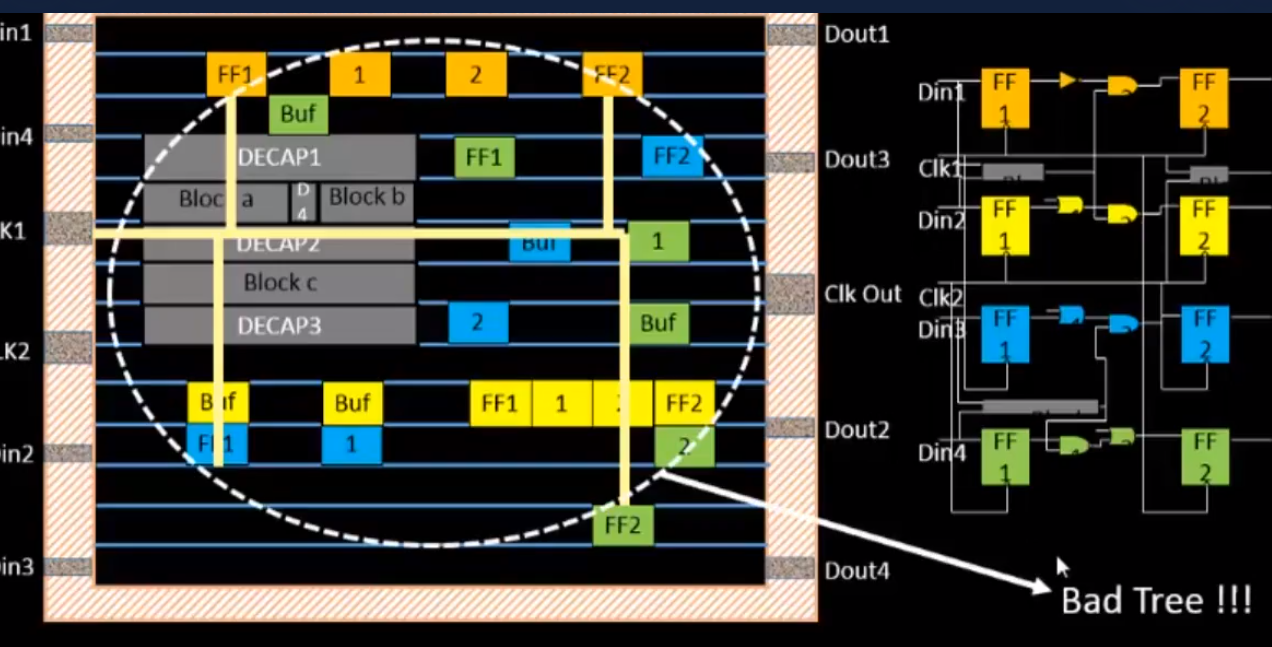 in1
Dout1
FF1
1
2
FF2
Buf
in4
DECAP1
FF1
FF2
Dout3
Bloc a
D
4
Block b
K1
DECAP2
Buf
1
Block c
Clk Out
DECAP3
2
Buf
LK2
Buf
Buf
FF1
1
2
FF2
FF1
1
2
in2
Dout2
FF2
in3
Dout4
Din1
FF
1
FF
2
Clk1
Din2
FF
1
FF
2
Clk2
Din3
FF
1
FF
2
Din4
FF
1
FF
2
Bad Tree !!!